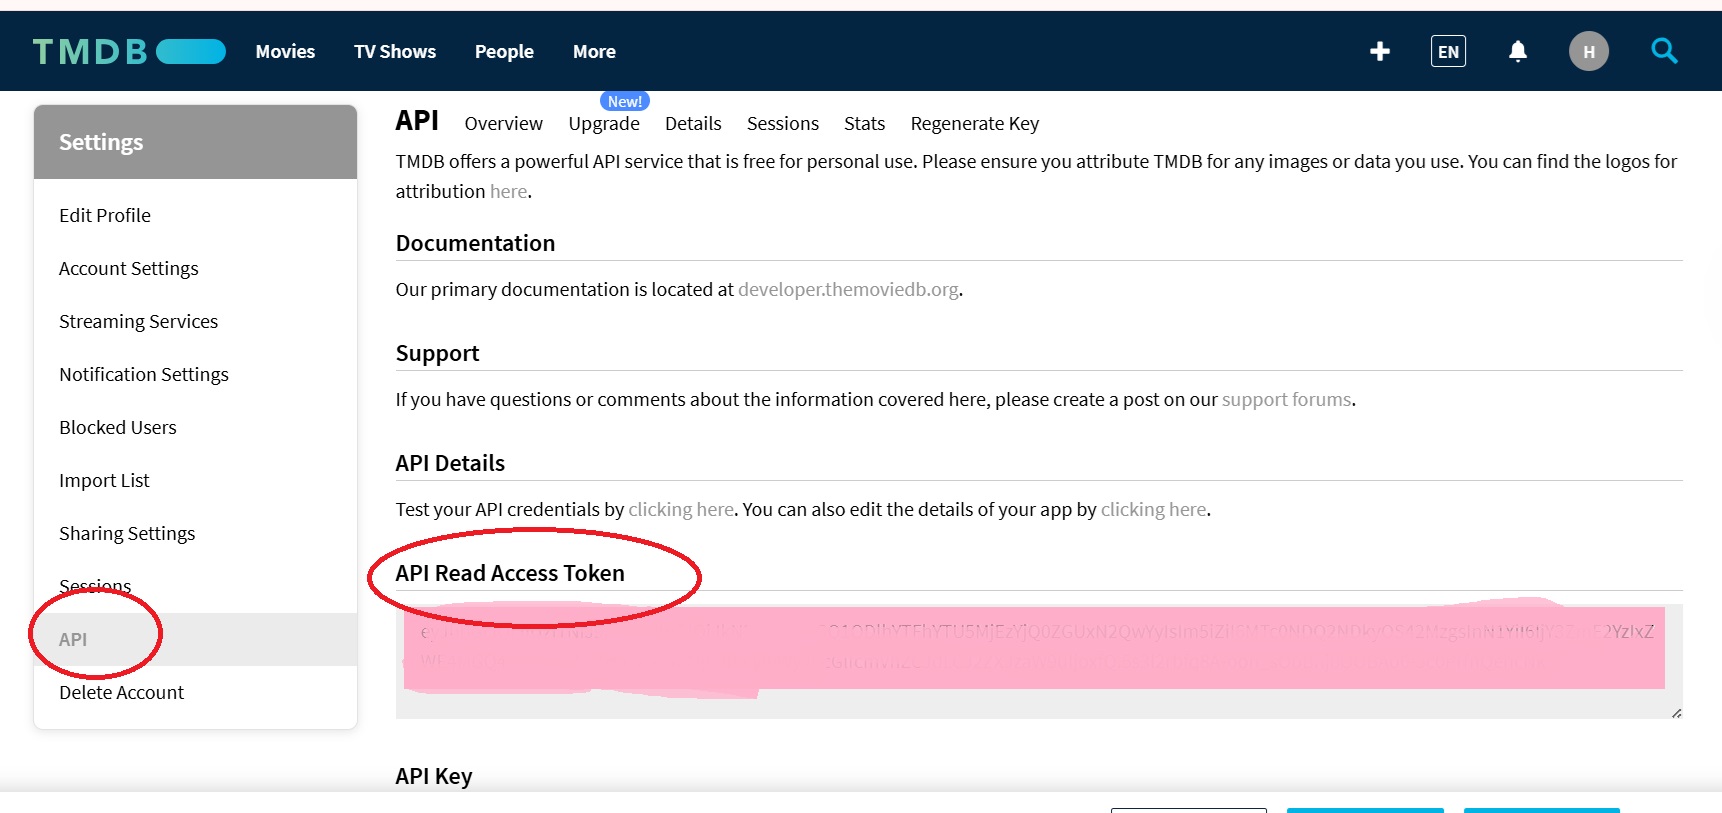 TMDB
Movies TV Shows People More
EN
H
Settings
Edit Profile
Account Settings
Streaming Services
Notification Settings
Blocked Users
Import List
Sharing Settings
Sessions
API
Delete Account
New!
API Overview Upgrade Details Sessions Stats Regenerate Key
TMDB offers a powerful API service that is free for personal use. Please ensure you attribute TMDB for any images or data you use. You can find the logos for
attribution here.
Documentation
Our primary documentation is located at developer.themoviedb.org.
Support
If you have questions or comments about the information covered here, please create a post on our support forums.
API Details
Test your API credentials by clicking here. You can also edit the details of your app by clicking here.
API Read Access Token
API Key